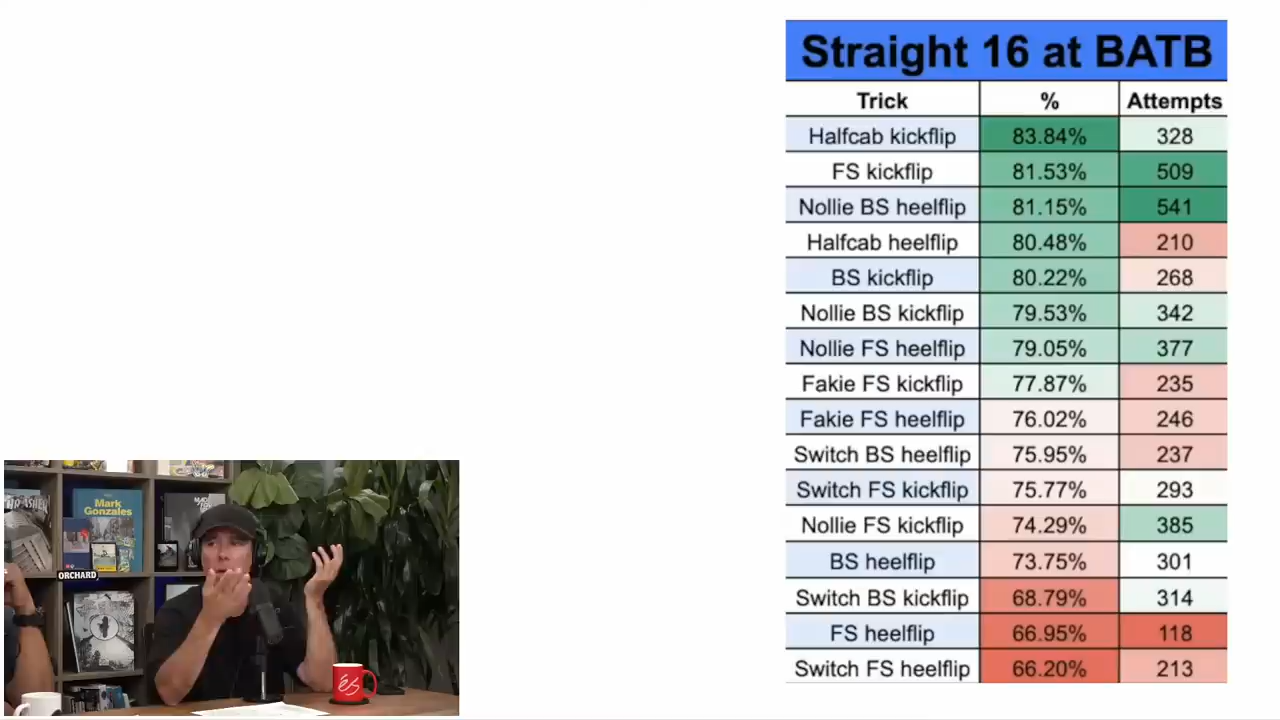 Straight 16 at BATB
Trick % Attempts
Halfcab kickflip 83.84% 328
FS kickflip 81.53% 509
Nollie BS heelflip 81.15% 541
Halfcab heelflip 80.48% 210
BS kickflip 80.22% 268
Nollie BS kickflip 79.53% 342
Nollie FS heelflip 79.05% 377
Fakie FS kickflip 77.87% 235
Fakie FS heelflip 76.02% 246
Switch BS heelflip 75.95% 237
Switch FS kickflip 75.77% 293
Nollie FS kickflip 74.29% 385
BS heelflip 73.75% 301
Switch BS kickflip 68.79% 314
FS heelflip 66.95% 118
Switch FS heelflip 66.20% 213
THRASHER
Mark
Gonzales
MADE
ORCHARD
éS